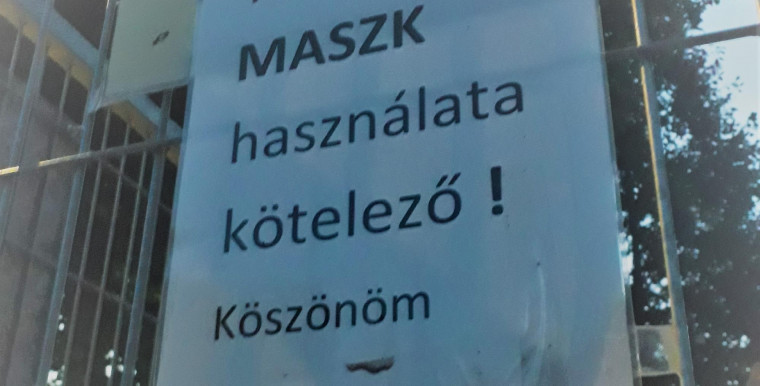 MASZK
használata
kötelező !
Köszönöm